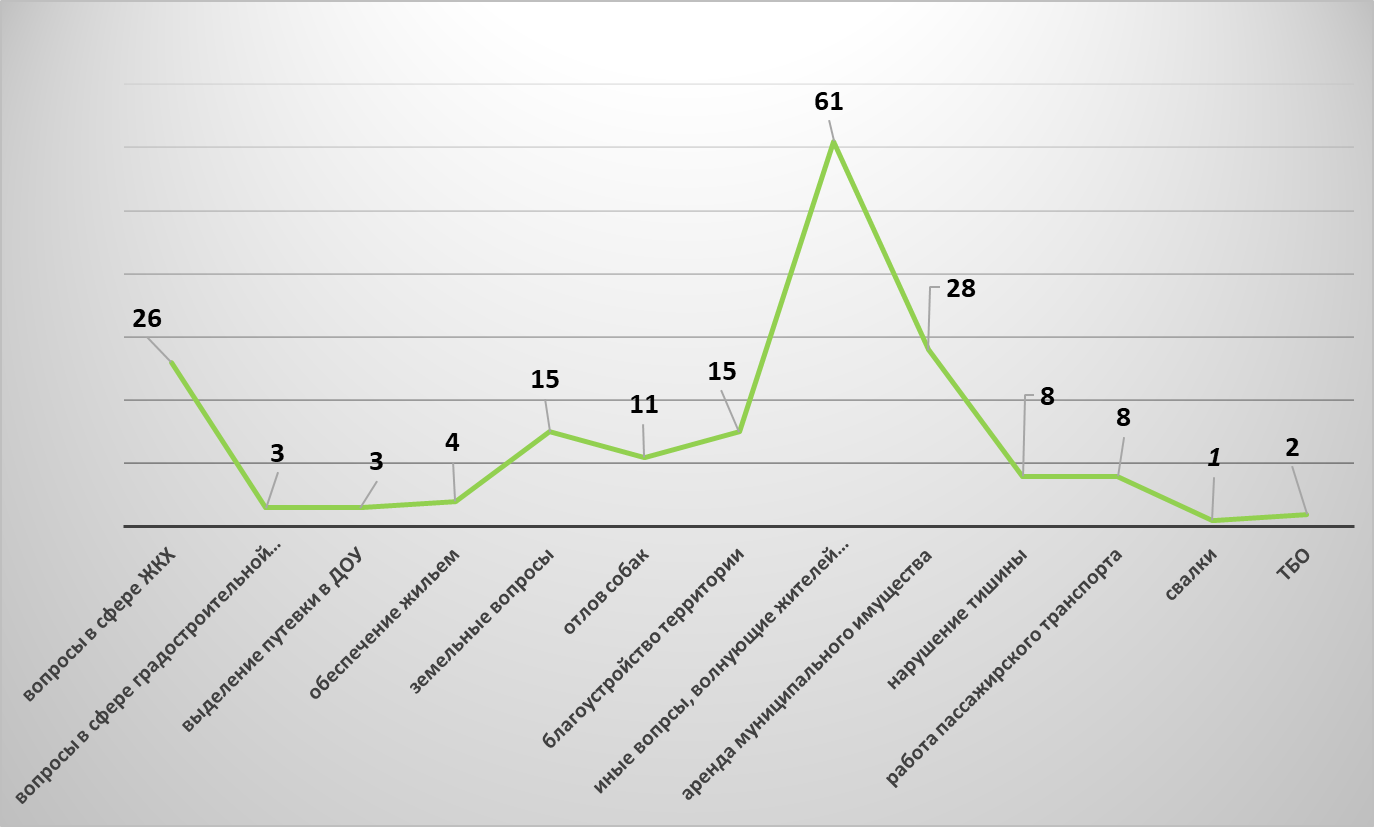 61
28
26
15
15
11
8
8
4
3
3
1
2
вопросы в сфере ЖКХ
вопросы в сфере градостроительной...
выделение путевки в ДОУ
обеспечение жильем
земельные вопросы
отлов собак
благоустройство территории
иные вопрсы, волнующие жителей...
аренда муниципального имущества
нарушение тишины
работа пассажирского транспорта
свалки
ТБО